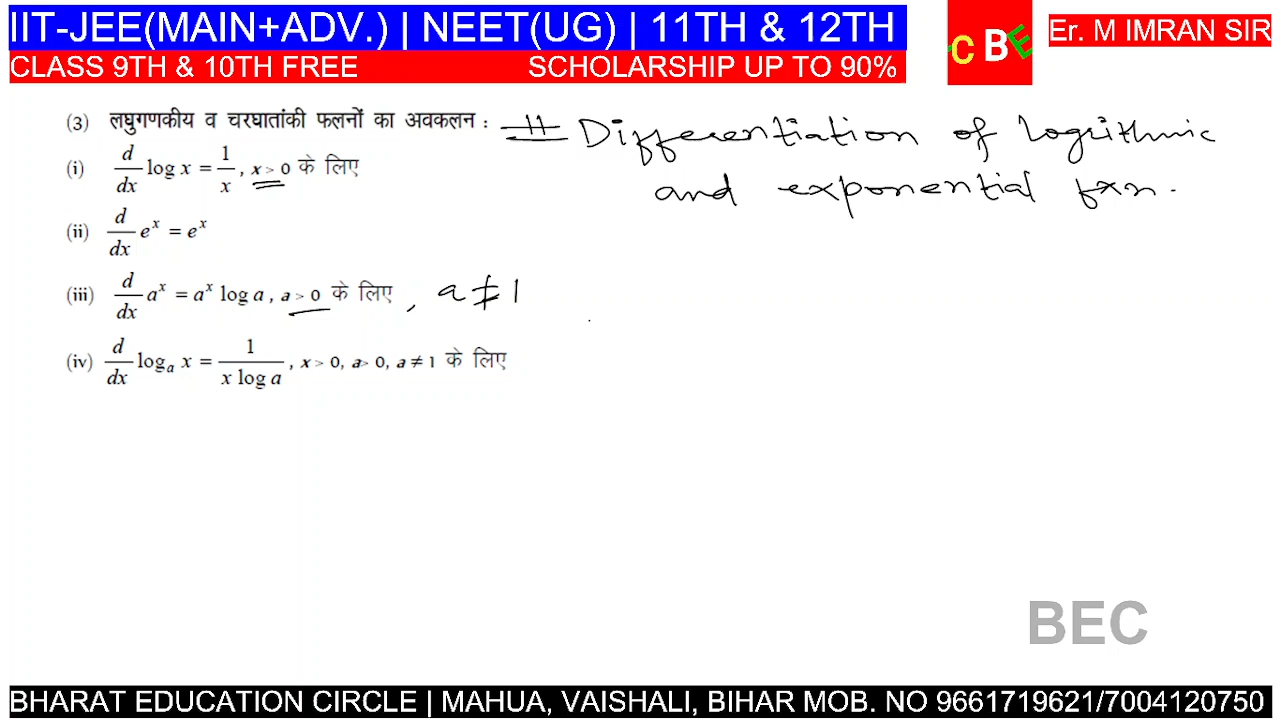 IIT-JEE(MAIN+ADV.) | NEET(UG) | 11TH & 12TH
CLASS 9TH & 10TH FREE SCHOLARSHIP UP TO 90%
CBE
Er. M IMRAN SIR
(3) लघुगणकीय व चरघातांकी फलनों का अवकलन :
# Differentiation of logrithmic
and exponential fxn.
(i) d/dx log x = 1/x , x > 0 के लिए
(ii) d/dx e^x = e^x
(iii) d/dx a^x = a^x log a , a > 0 के लिए , a ≠ 1
(iv) d/dx log_a x = 1/(x log a) , x > 0, a > 0, a ≠ 1 के लिए
BEC
BHARAT EDUCATION CIRCLE | MAHUA, VAISHALI, BIHAR MOB. NO 9661719621/7004120750